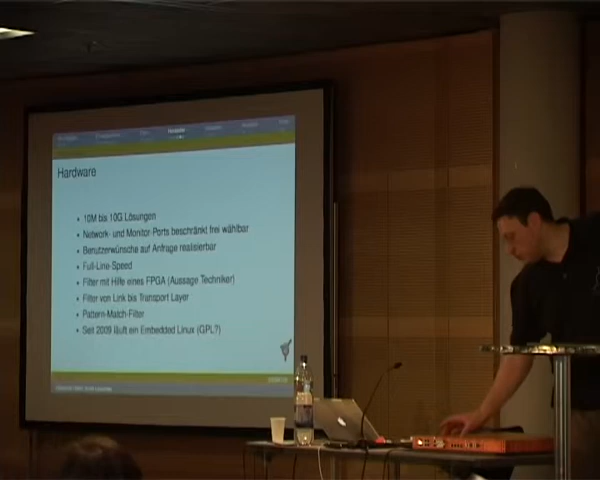 Hardware
10M bis 10G Lösungen
Network- und Monitor-Ports beschränkt frei wählbar
Benutzerwünsche auf Anfrage realisierbar
Full-Line-Speed
Filter mit Hilfe eines FPGA (Aussage Techniker)
Filter von Link bis Transport Layer
Pattern-Match-Filter
Seit 2009 läuft ein Embedded Linux (GPL?)